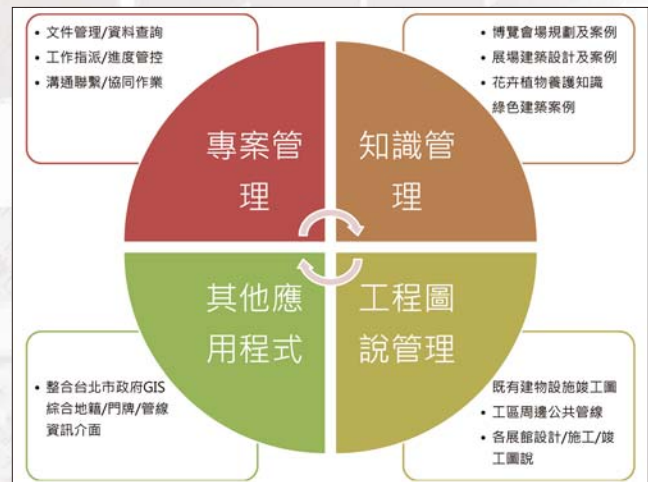 • 文件管理/資料查詢
• 工作指派/進度管控
• 溝通聯繫/協同作業
• 博覽會場規劃及案例
• 展場建築設計及案例
• 花卉植物養護知識
綠色建築案例
專案管
理
知識管
理
其他應
用程式
工程圖
說管理
• 整合台北市政府GIS
綜合地籍/門牌/管線
資訊介面
既有建物設施竣工圖
• 工區周邊公共管線
• 各展館設計/施工/竣
工圖說